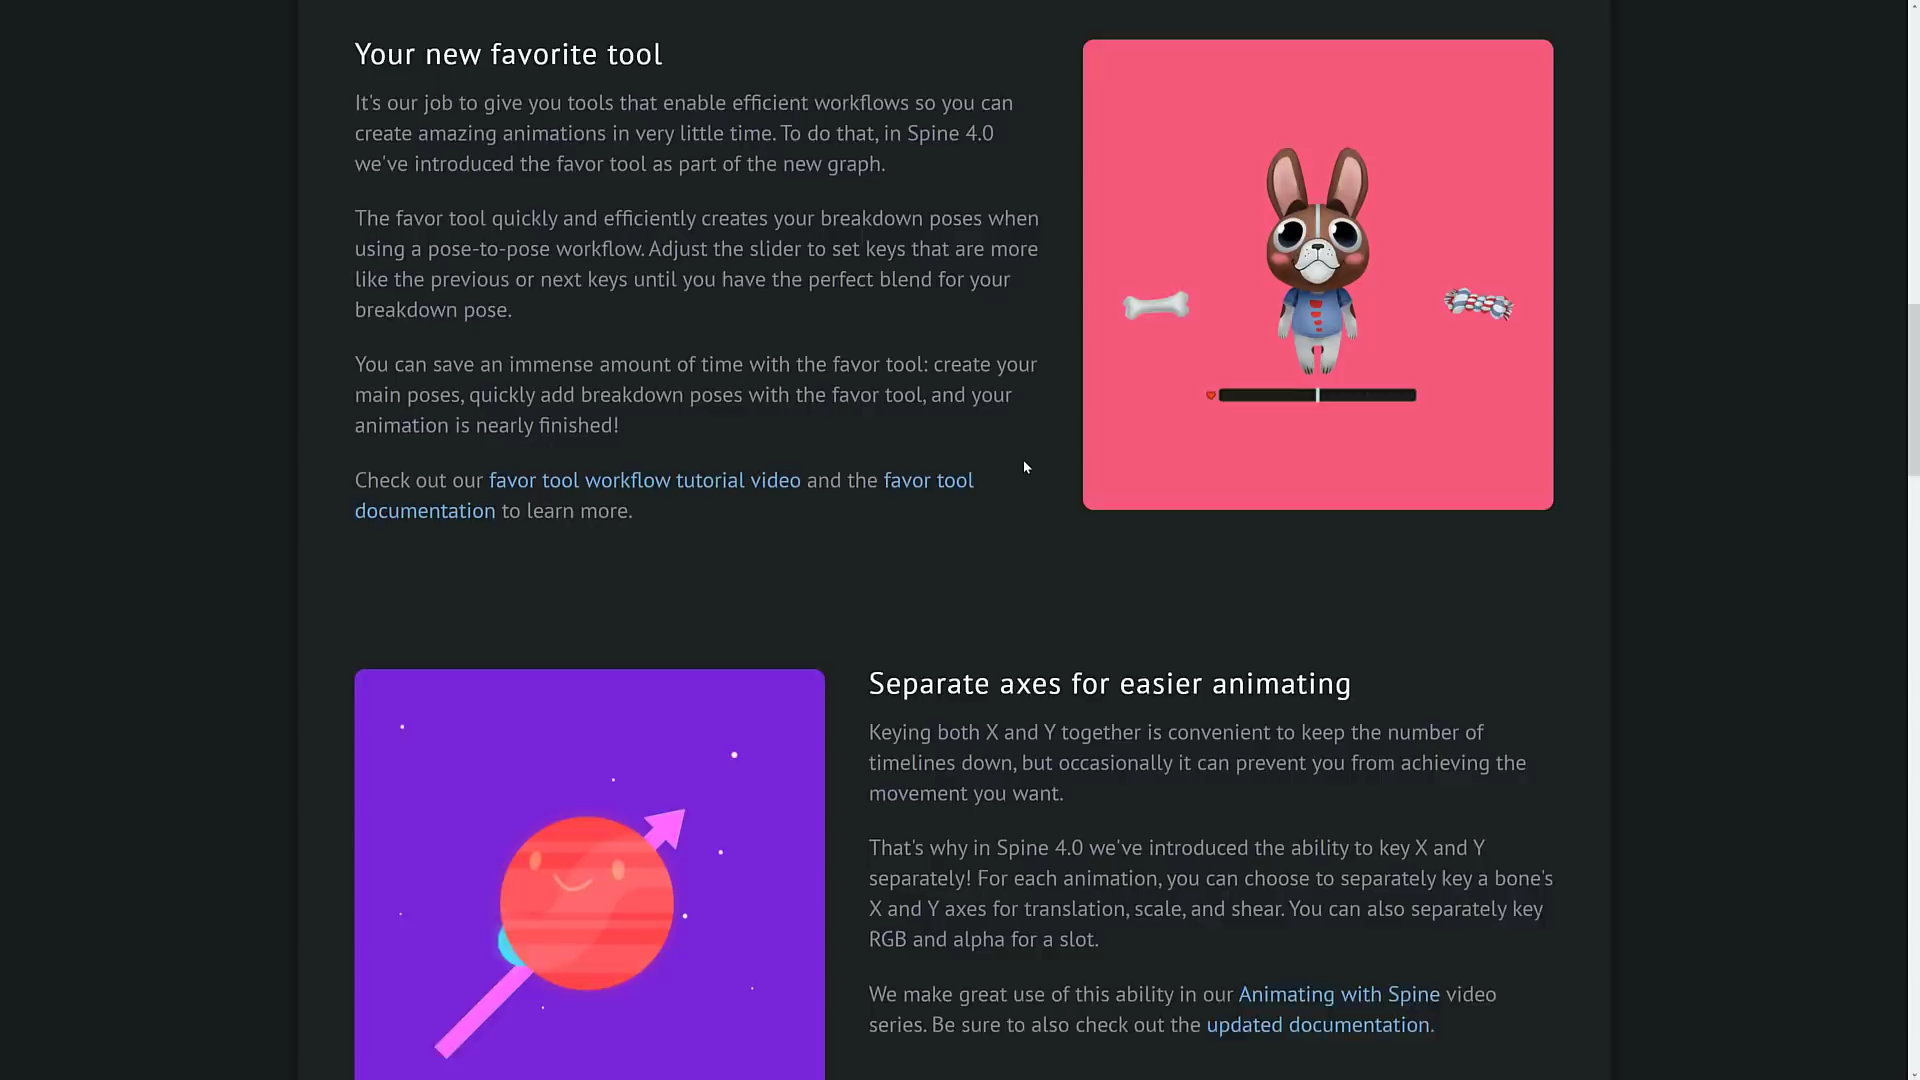 Your new favorite tool
It's our job to give you tools that enable efficient workflows so you can
create amazing animations in very little time. To do that, in Spine 4.0
we've introduced the favor tool as part of the new graph.
The favor tool quickly and efficiently creates your breakdown poses when
using a pose-to-pose workflow. Adjust the slider to set keys that are more
like the previous or next keys until you have the perfect blend for your
breakdown pose.
You can save an immense amount of time with the favor tool: create your
main poses, quickly add breakdown poses with the favor tool, and your
animation is nearly finished!
Check out our favor tool workflow tutorial video and the favor tool
documentation to learn more.
Separate axes for easier animating
Keying both X and Y together is convenient to keep the number of
timelines down, but occasionally it can prevent you from achieving the
movement you want.
That's why in Spine 4.0 we've introduced the ability to key X and Y
separately! For each animation, you can choose to separately key a bone's
X and Y axes for translation, scale, and shear. You can also separately key
RGB and alpha for a slot.
We make great use of this ability in our Animating with Spine video
series. Be sure to also check out the updated documentation.